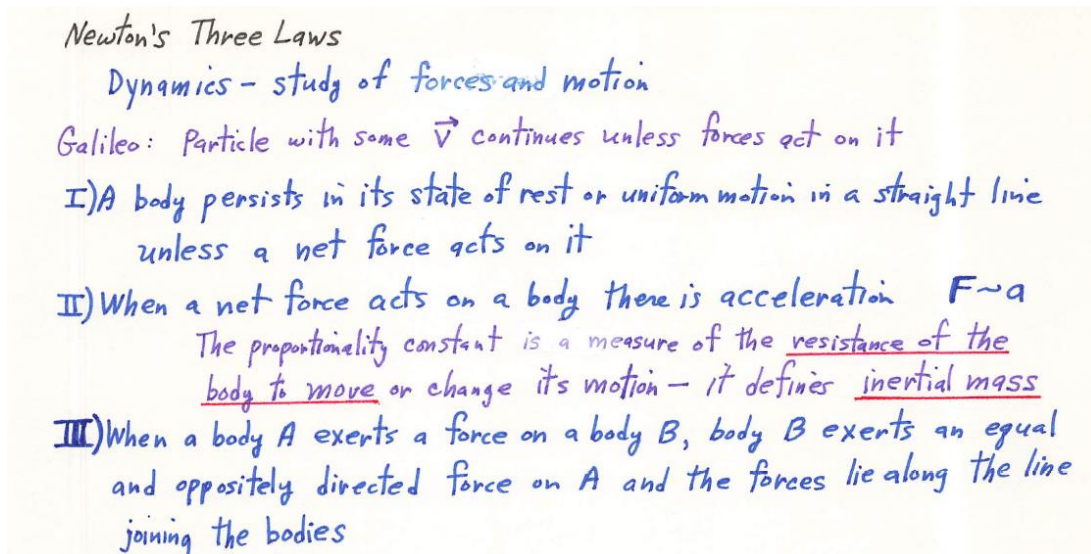 Newton's Three Laws
Dynamics - study of forces and motion
Galileo: Particle with some v⃗ continues unless forces act on it
I) A body persists in its state of rest or uniform motion in a straight line
unless a net force acts on it
II) When a net force acts on a body there is acceleration F~a
The proportionality constant is a measure of the resistance of the
body to move or change its motion - it defines inertial mass
III) When a body A exerts a force on a body B, body B exerts an equal
and oppositely directed force on A and the forces lie along the line
joining the bodies